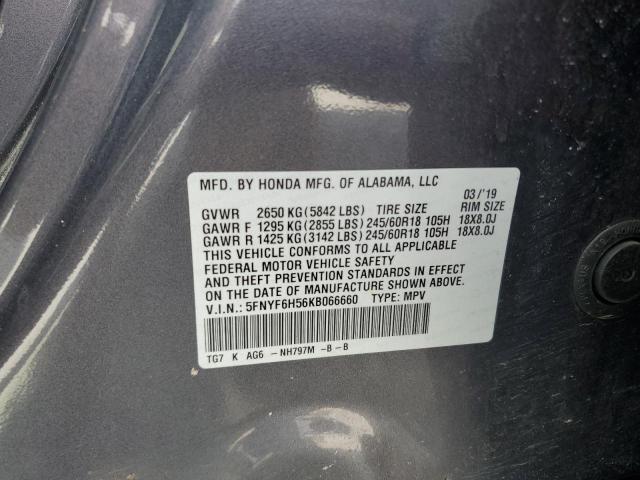 MFD. BY HONDA MFG. OF ALABAMA, LLC
03/'19
GVWR 2650 KG (5842 LBS) TIRE SIZE RIM SIZE
GAWR F 1295 KG (2855 LBS) 245/60R18 105H 18X8.0J
GAWR R 1425 KG (3142 LBS) 245/60R18 105H 18X8.0J
THIS VEHICLE CONFORMS TO ALL APPLICABLE
FEDERAL MOTOR VEHICLE SAFETY
AND THEFT PREVENTION STANDARDS IN EFFECT
ON THE DATE OF MANUFACTURE SHOWN ABOVE.
V.I.N.: 5FNYF6H56KB066660 TYPE: MPV
TG7 K AG6 -NH797M -B -B